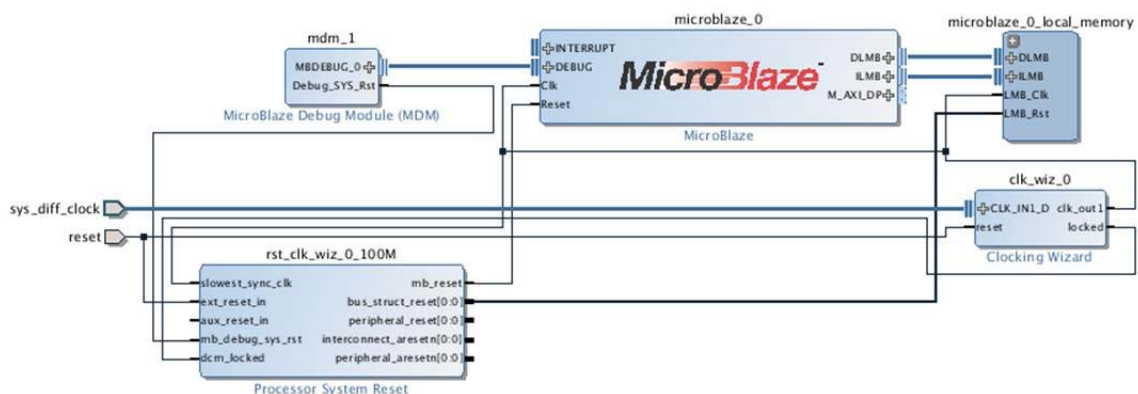 microblaze_0
microblaze_0_local_memory
mdm_1
INTERRUPT
MBDEBUG_0
DEBUG
MicroBlaze
DLMB
DLMB
Debug_SYS_Rst
Clk
ILMB
ILMB
Reset
M_AXI_DP
LMB_Clk
LMB_Rst
MicroBlaze Debug Module (MDM)
MicroBlaze
clk_wiz_0
sys_diff_clock
CLK_IN1_D
clk_out1
reset
reset
locked
rst_clk_wiz_0_100M
Clocking Wizard
slowest_sync_clk
mb_reset
ext_reset_in
bus_struct_reset[0:0]
aux_reset_in
peripheral_reset[0:0]
mb_debug_sys_rst
interconnect_aresetn[0:0]
dcm_locked
peripheral_aresetn[0:0]
Processor System Reset